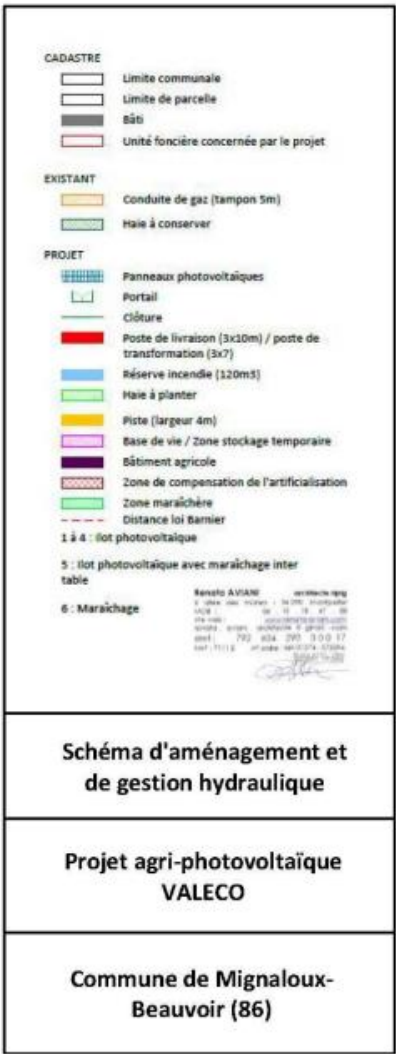 CADASTRE
Limite communale
Limite de parcelle
Bâti
Unité foncière concernée par le projet
EXISTANT
Conduite de gaz (tampon 5m)
Haie à conserver
PROJET
Panneaux photovoltaïques
Portail
Clôture
Poste de livraison (3x10m) / poste de
transformation (3x7)
Réserve incendie (120m3)
Haie à planter
Piste (largeur 4m)
Base de vie / Zone stockage temporaire
Bâtiment agricole
Zone de compensation de l'artificialisation
Zone maraîchère
Distance loi Barnier
1 à 4 : Ilot photovoltaïque
5 : Ilot photovoltaïque avec maraîchage inter
table
6 : Maraîchage
Renato AVIANI
Schéma d'aménagement et
de gestion hydraulique
Projet agri-photovoltaïque
VALECO
Commune de Mignaloux-
Beauvoir (86)